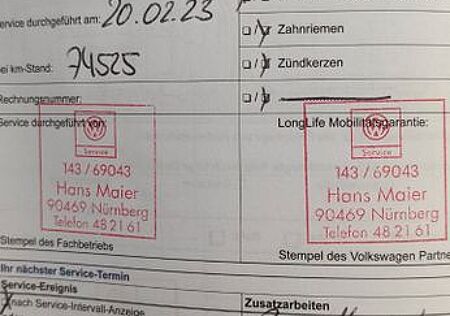 Service durchgeführt am: 20.02.23
☐/ Zahnriemen
bei km-Stand: 74525
☐/ Zündkerzen
Rechnungsnummer:
☐/
Service durchgeführt von:
LongLife Mobilitätsgarantie:
Service
143/69043
Hans Maier
90469 Nürnberg
Telefon 48 21 61
Service
143/69043
Hans Maier
90469 Nürnberg
Telefon 48 21 61
Stempel des Fachbetriebs
Stempel des Volkswagen Partne
Ihr nächster Service-Termin
Service-Ereignis
nach Service-Intervall-Anzeige
Zusatzarbeiten